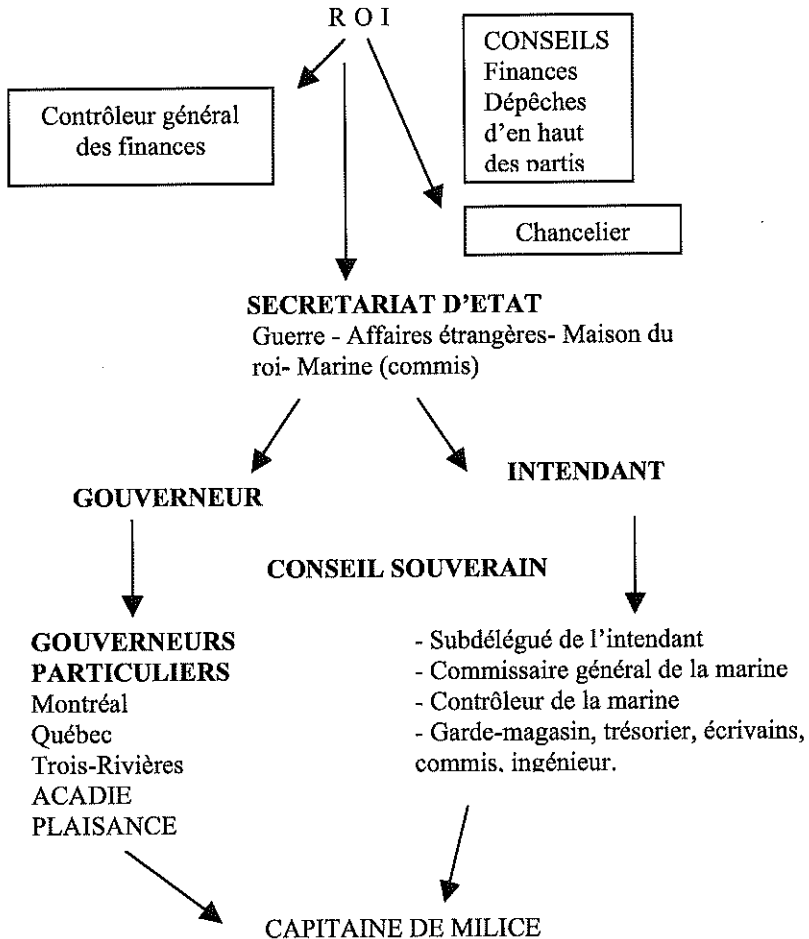 R O I
CONSEILS
Finances
Dépêches
d'en haut
des partis
Contrôleur général
des finances
Chancelier
SECRETARIAT D'ETAT
Guerre - Affaires étrangères- Maison du
roi- Marine (commis)
GOUVERNEUR
INTENDANT
CONSEIL SOUVERAIN
GOUVERNEURS
PARTICULIERS
Montréal
Québec
Trois-Rivières
ACADIE
PLAISANCE
- Subdélégué de l'intendant
- Commissaire général de la marine
- Contrôleur de la marine
- Garde-magasin, trésorier, écrivains,
commis, ingénieur.
CAPITAINE DE MILICE